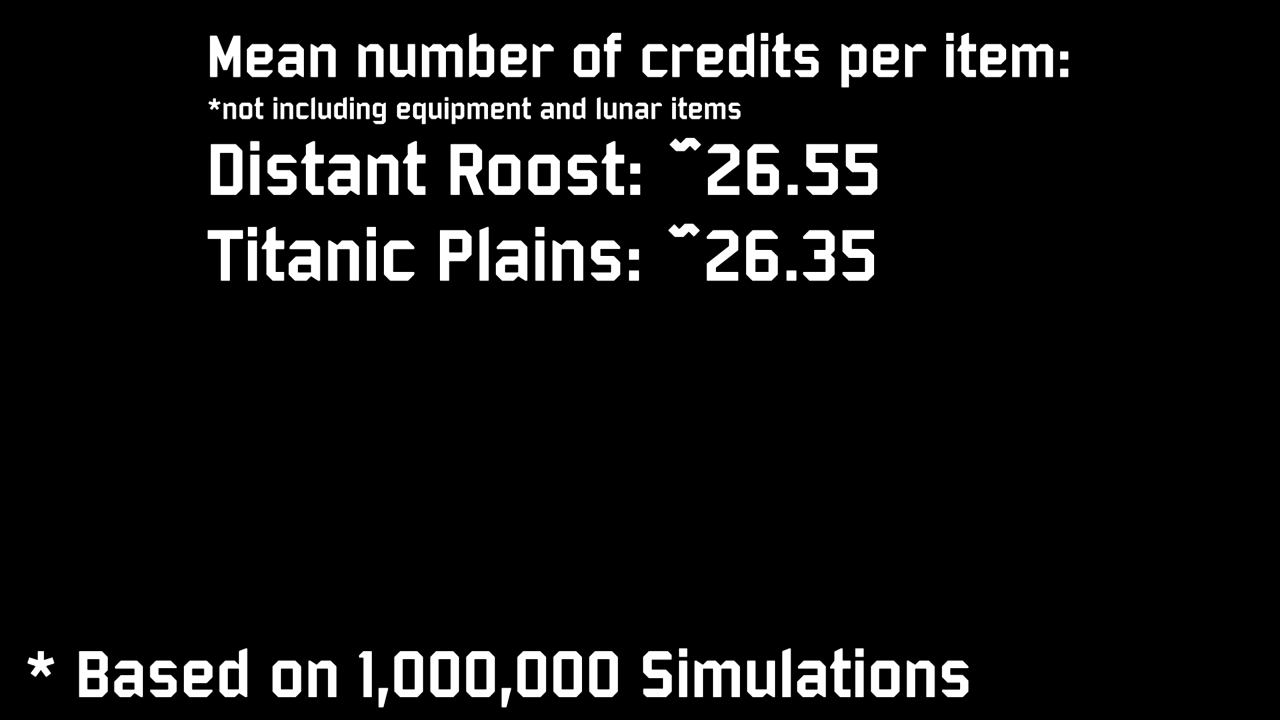 Mean number of credits per item:
*not including equipment and lunar items
Distant Roost: ~26.55
Titanic Plains: ~26.35
* Based on 1,000,000 Simulations